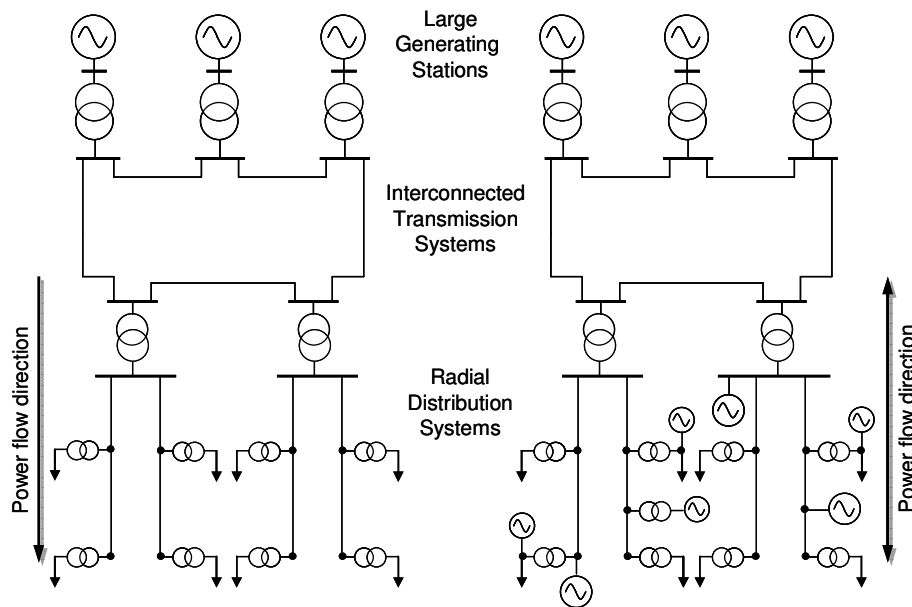 Large
Generating
Stations
Interconnected
Transmission
Systems
Radial
Distribution
Systems
Power flow direction
Power flow direction